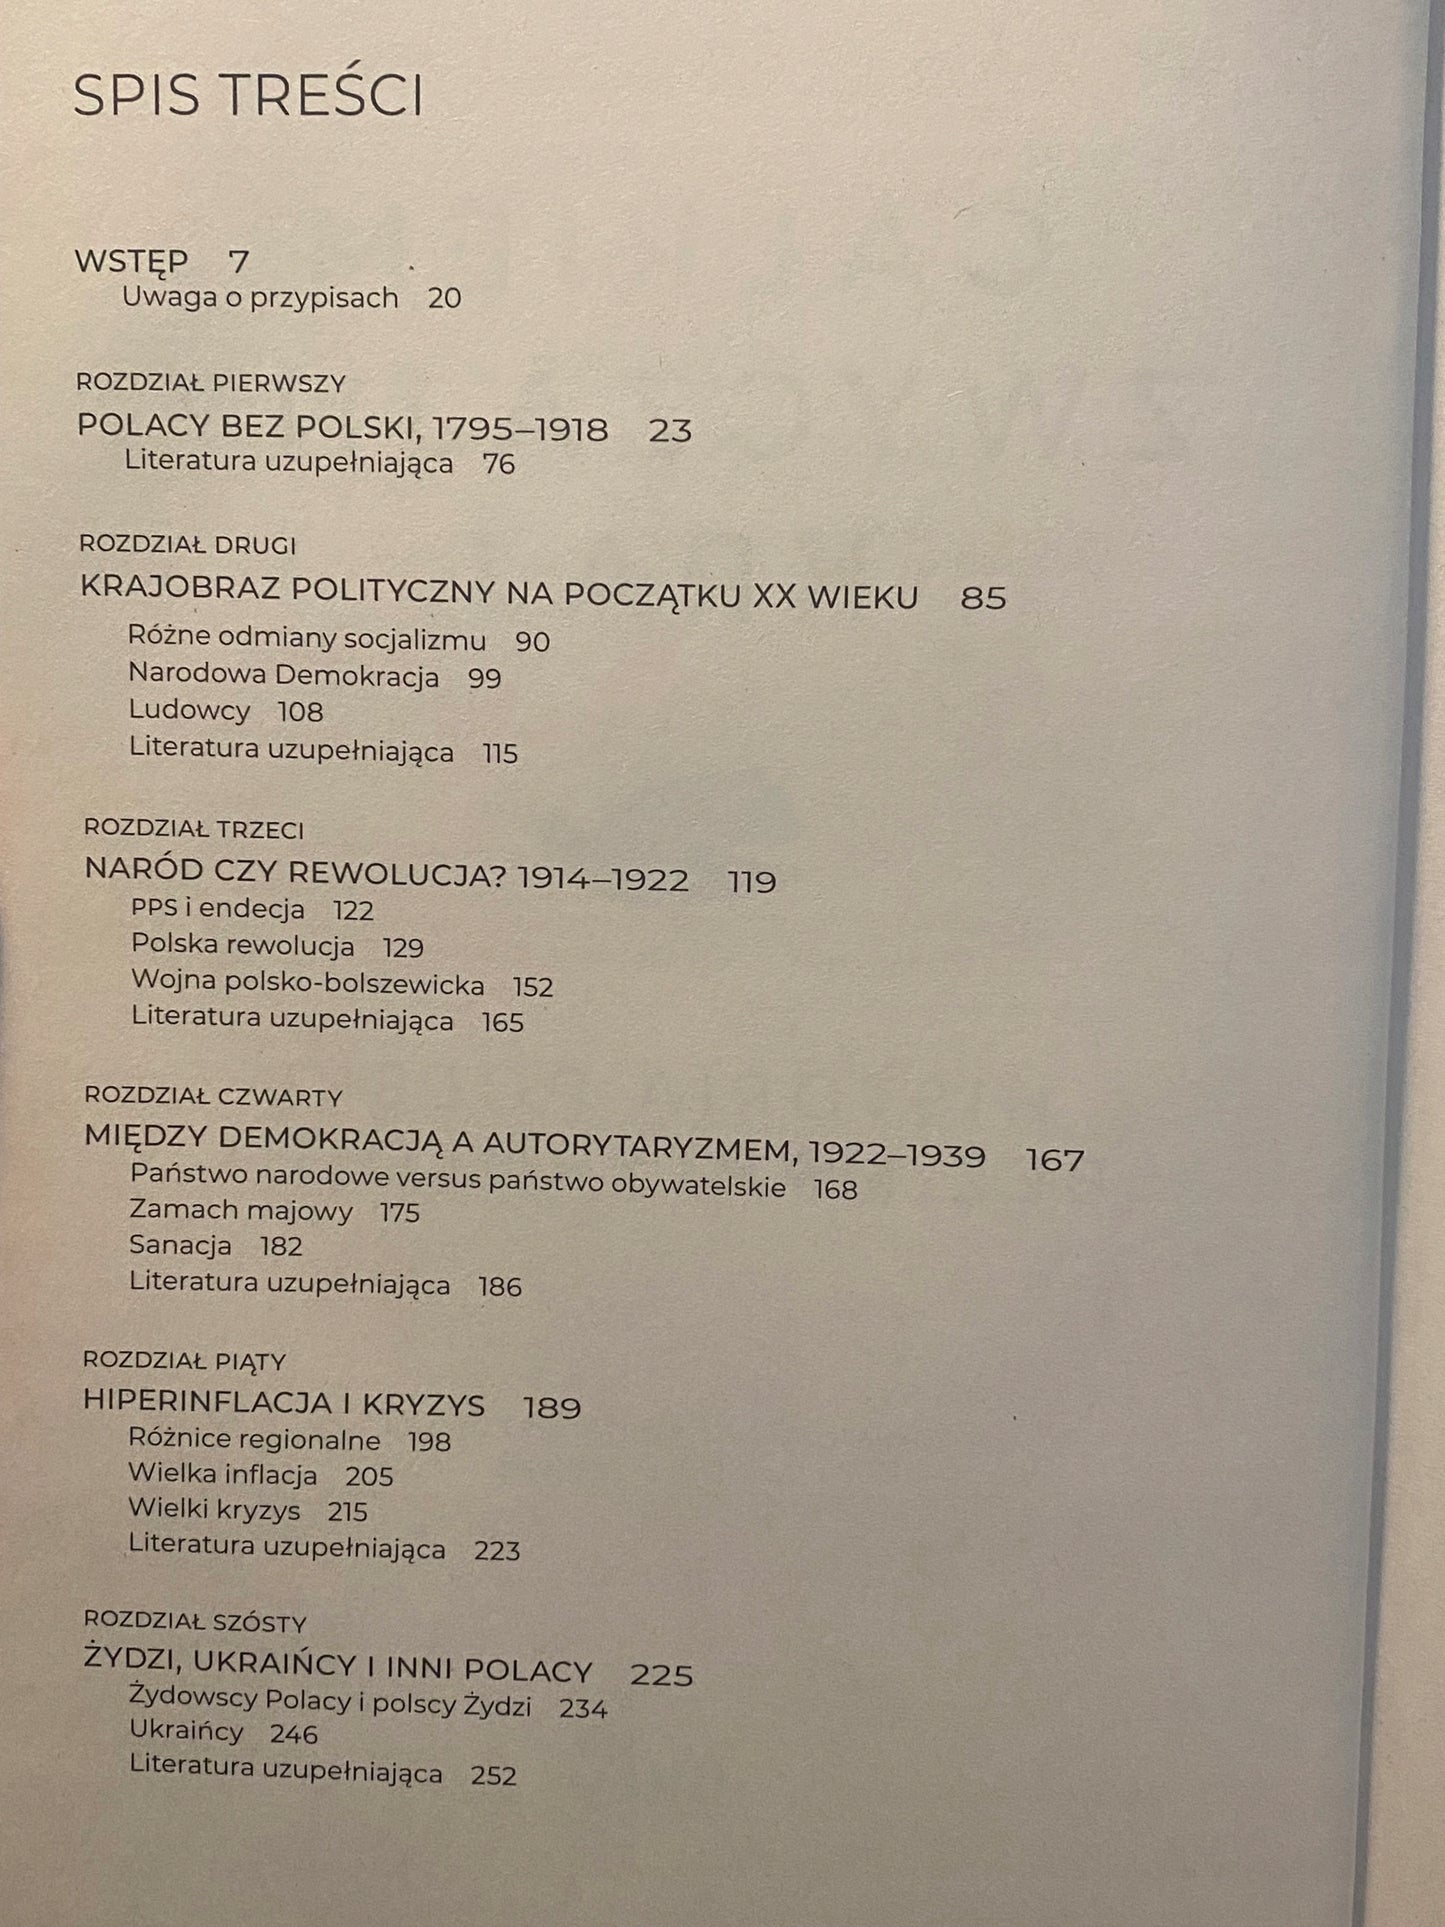 SPIS TREŚCI
WSTĘP 7
Uwaga o przypisach 20
ROZDZIAŁ PIERWSZY
POLACY BEZ POLSKI, 1795–1918 23
Literatura uzupełniająca 76
ROZDZIAŁ DRUGI
KRAJOBRAZ POLITYCZNY NA POCZĄTKU XX WIEKU 85
Różne odmiany socjalizmu 90
Narodowa Demokracja 99
Ludowcy 108
Literatura uzupełniająca 115
ROZDZIAŁ TRZECI
NARÓD CZY REWOLUCJA? 1914–1922 119
PPS i endecja 122
Polska rewolucja 129
Wojna polsko-bolszewicka 152
Literatura uzupełniająca 165
ROZDZIAŁ CZWARTY
MIĘDZY DEMOKRACJĄ A AUTORYTARYZMEM, 1922–1939 167
Państwo narodowe versus państwo obywatelskie 168
Zamach majowy 175
Sanacja 182
Literatura uzupełniająca 186
ROZDZIAŁ PIĄTY
HIPERINFLACJA I KRYZYS 189
Różnice regionalne 198
Wielka inflacja 205
Wielki kryzys 215
Literatura uzupełniająca 223
ROZDZIAŁ SZÓSTY
ŻYDZI, UKRAIŃCY I INNI POLACY 225
Żydowscy Polacy i polscy Żydzi 234
Ukraińcy 246
Literatura uzupełniająca 252